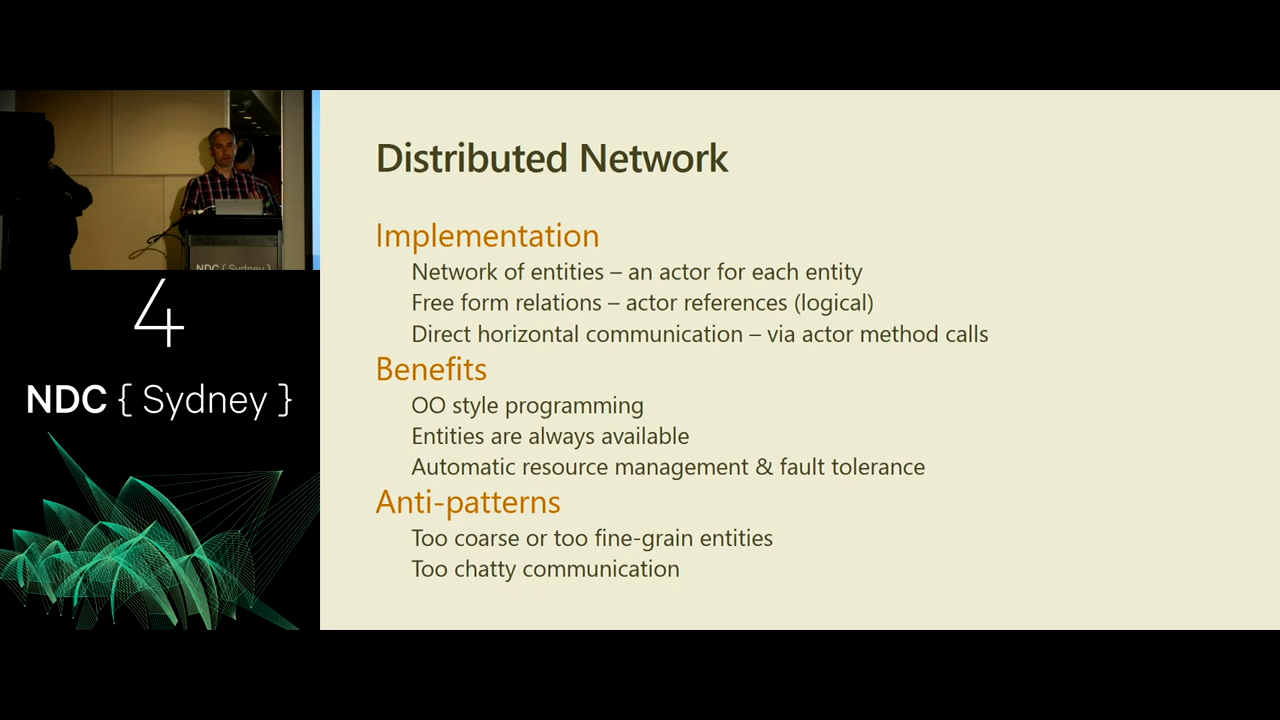 Distributed Network
Implementation
Network of entities – an actor for each entity
Free form relations – actor references (logical)
Direct horizontal communication – via actor method calls
Benefits
OO style programming
Entities are always available
Automatic resource management & fault tolerance
Anti-patterns
Too coarse or too fine-grain entities
Too chatty communication
NDC { Sydney }
4
NDC { Sydney }